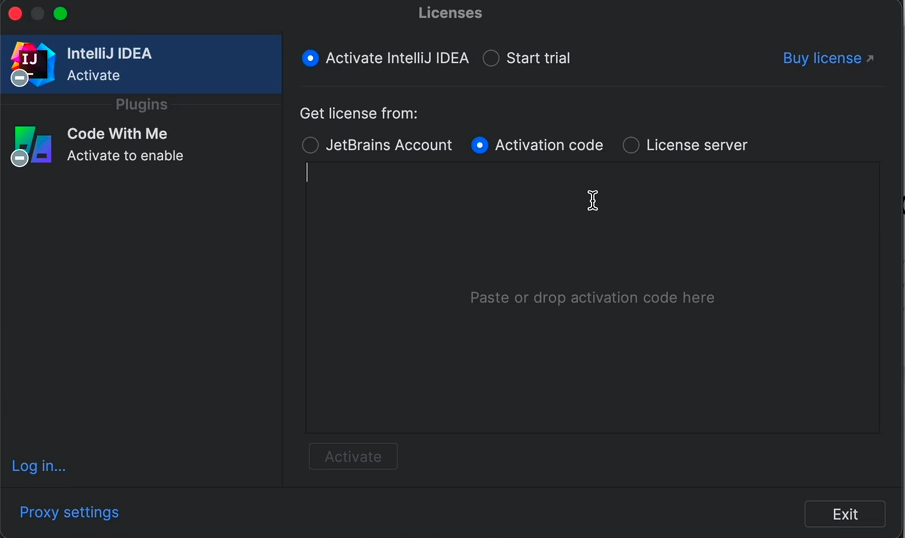 Licenses
IJ
IntelliJ IDEA
Activate
Plugins
Code With Me
Activate to enable
Log in...
Activate IntelliJ IDEA Start trial Buy license ↗
Get license from:
JetBrains Account Activation code License server
Paste or drop activation code here
Activate
Proxy settings
Exit